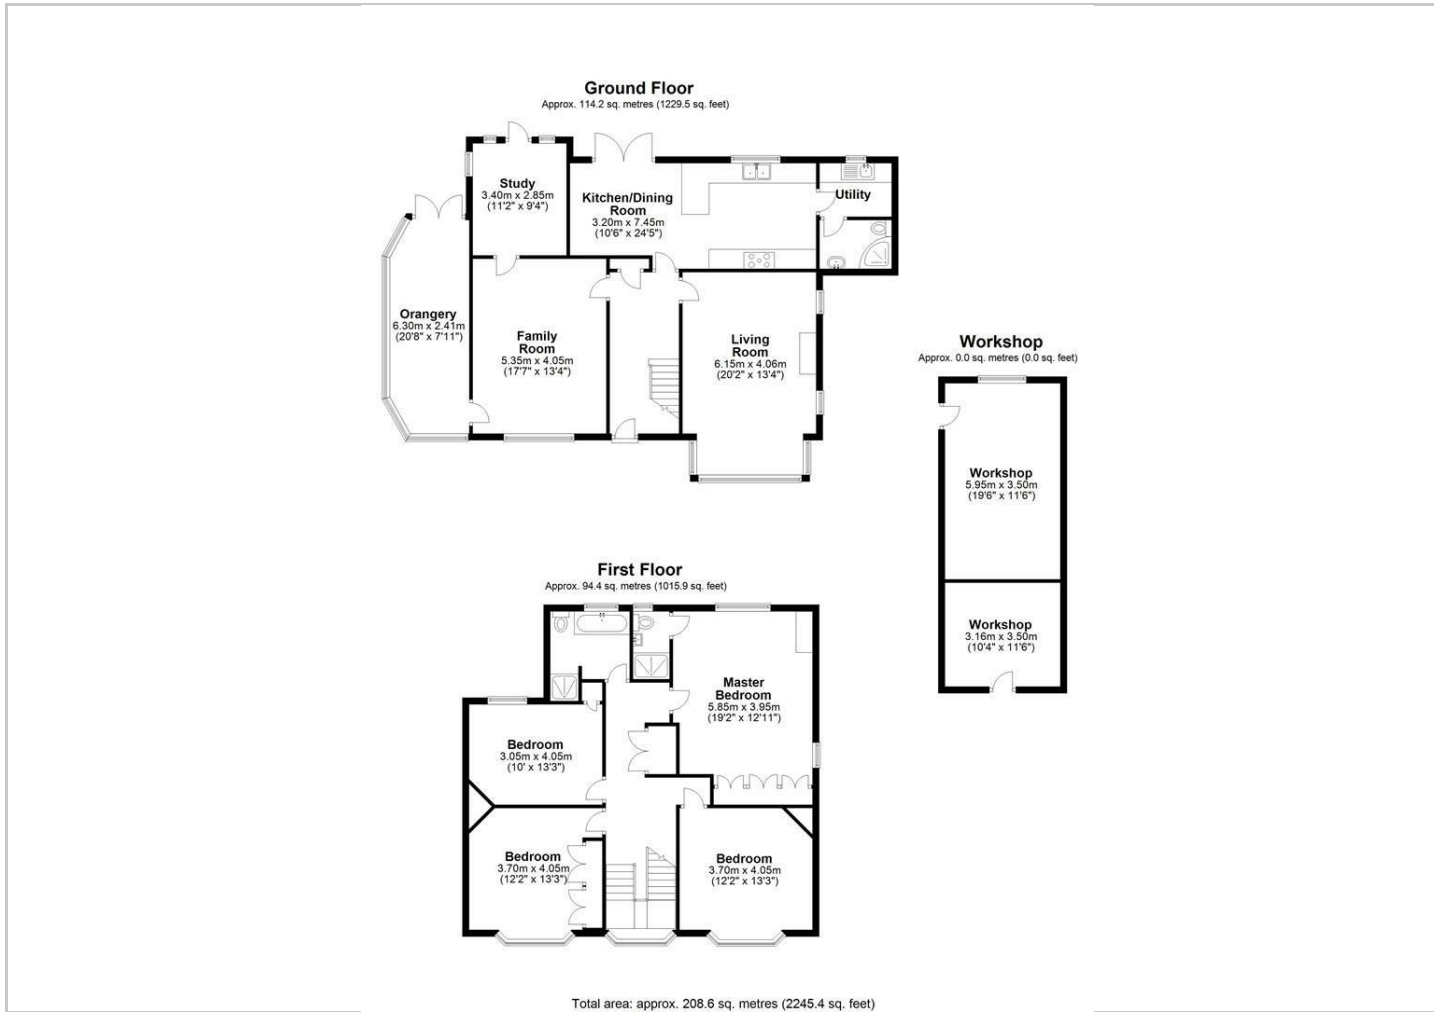 Ground Floor
Approx. 114.2 sq. metres (1229.5 sq. feet)
Study
3.40m x 2.85m
(11'2" x 9'4")
Kitchen/Dining
Room
3.20m x 7.45m
(10'6" x 24'5")
Utility
Orangery
6.30m x 2.41m
(20'8" x 7'11")
Family
Room
5.35m x 4.05m
(17'7" x 13'4")
Living
Room
6.15m x 4.06m
(20'2" x 13'4")
Workshop
Approx. 0.0 sq. metres (0.0 sq. feet)
Workshop
5.95m x 3.50m
(19'6" x 11'6")
Workshop
3.16m x 3.50m
(10'4" x 11'6")
First Floor
Approx. 94.4 sq. metres (1015.9 sq. feet)
Master
Bedroom
5.85m x 3.95m
(19'2" x 12'11")
Bedroom
3.05m x 4.05m
(10' x 13'3")
Bedroom
3.70m x 4.05m
(12'2" x 13'3")
Bedroom
3.70m x 4.05m
(12'2" x 13'3")
Total area: approx. 208.6 sq. metres (2245.4 sq. feet)